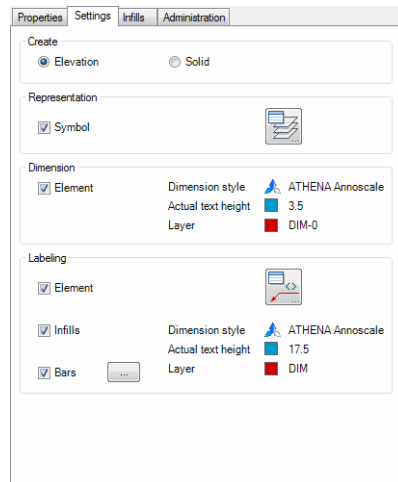 Properties Settings Infills Administration
Create
Elevation Solid
Representation
Symbol
...
Dimension
Element Dimension style ATHENA Annoscale
Actual text height 3.5
Layer DIM-0
Labeling
Element
<>
...
Infills Dimension style ATHENA Annoscale
Actual text height 17.5
Bars ... Layer DIM